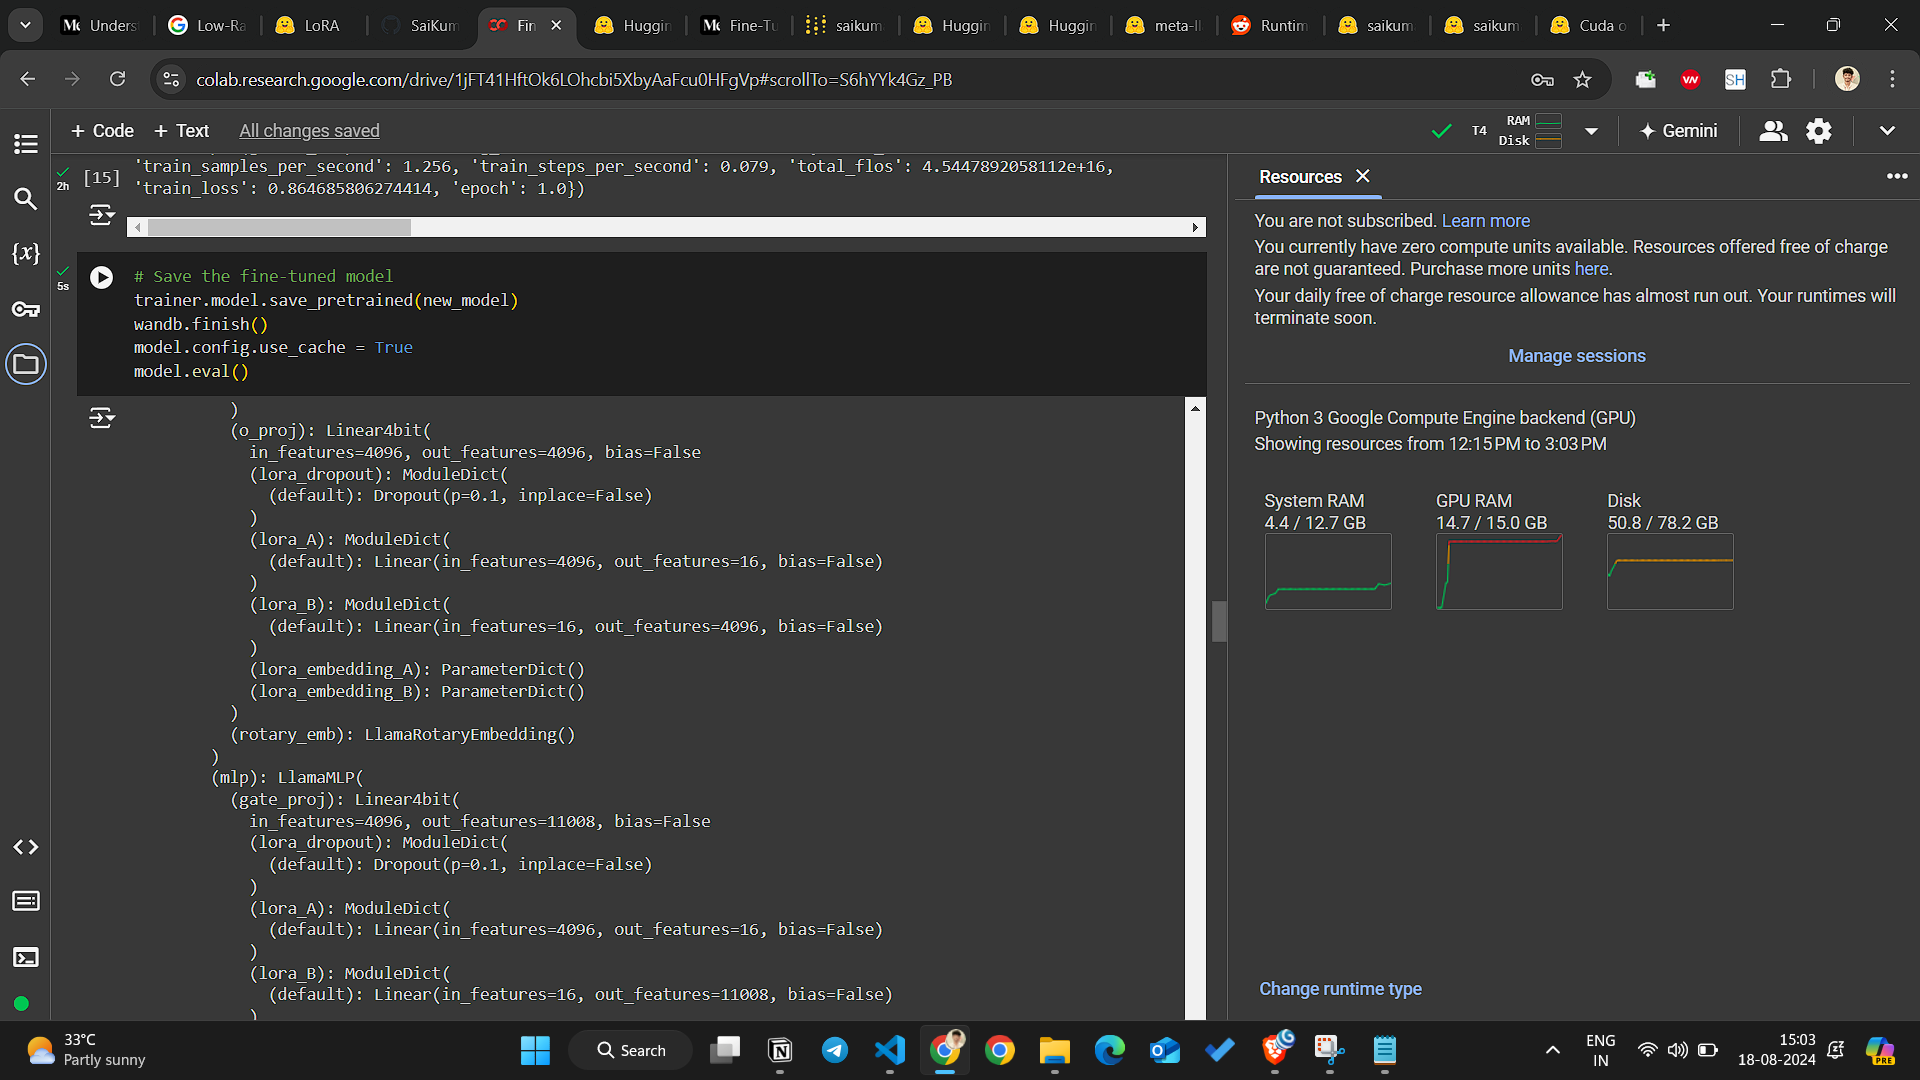 Unders
Low-Ra
LoRA
SaiKum
Fin
Huggin
Fine-Tu
saikum
Huggin
Huggin
meta-ll
Runtim
saikum
saikum
Cuda o
colab.research.google.com/drive/1jFT41HftOk6LOhcbi5XbyAaFcu0HFgVp#scrollTo=S6hYYk4Gz_PB
+ Code + Text All changes saved
T4 RAM
Disk
Gemini
'train_samples_per_second': 1.256, 'train_steps_per_second': 0.079, 'total_flos': 4.5447892058112e+16,
2h [15]
'train_loss': 0.864685806274414, 'epoch': 1.0})
5s
# Save the fine-tuned model
trainer.model.save_pretrained(new_model)
wandb.finish()
model.config.use_cache = True
model.eval()
)
(o_proj): Linear4bit(
in_features=4096, out_features=4096, bias=False
(lora_dropout): ModuleDict(
(default): Dropout(p=0.1, inplace=False)
)
(lora_A): ModuleDict(
(default): Linear(in_features=4096, out_features=16, bias=False)
)
(lora_B): ModuleDict(
(default): Linear(in_features=16, out_features=4096, bias=False)
)
(lora_embedding_A): ParameterDict()
(lora_embedding_B): ParameterDict()
)
(rotary_emb): LlamaRotaryEmbedding()
)
(mlp): LlamaMLP(
(gate_proj): Linear4bit(
in_features=4096, out_features=11008, bias=False
(lora_dropout): ModuleDict(
(default): Dropout(p=0.1, inplace=False)
)
(lora_A): ModuleDict(
(default): Linear(in_features=4096, out_features=16, bias=False)
)
(lora_B): ModuleDict(
(default): Linear(in_features=16, out_features=11008, bias=False)
)
Resources
You are not subscribed. Learn more
You currently have zero compute units available. Resources offered free of charge
are not guaranteed. Purchase more units here.
Your daily free of charge resource allowance has almost run out. Your runtimes will
terminate soon.
Manage sessions
Python 3 Google Compute Engine backend (GPU)
Showing resources from 12:15 PM to 3:03 PM
System RAM
4.4 / 12.7 GB
GPU RAM
14.7 / 15.0 GB
Disk
50.8 / 78.2 GB
Change runtime type
33°C
Partly sunny
Search
ENG
IN
15:03
18-08-2024
PRE